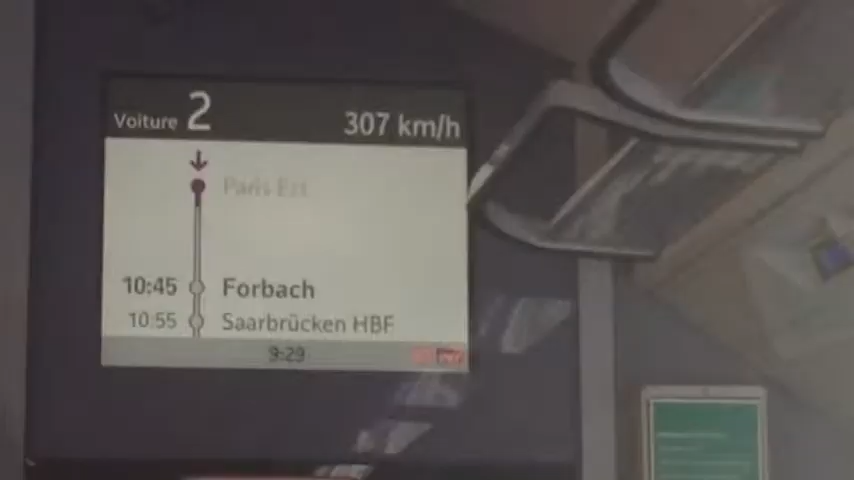 Voiture 2
307 km/h
Paris Est
10:45 Forbach
10:55 Saarbrücken HBF
9:29